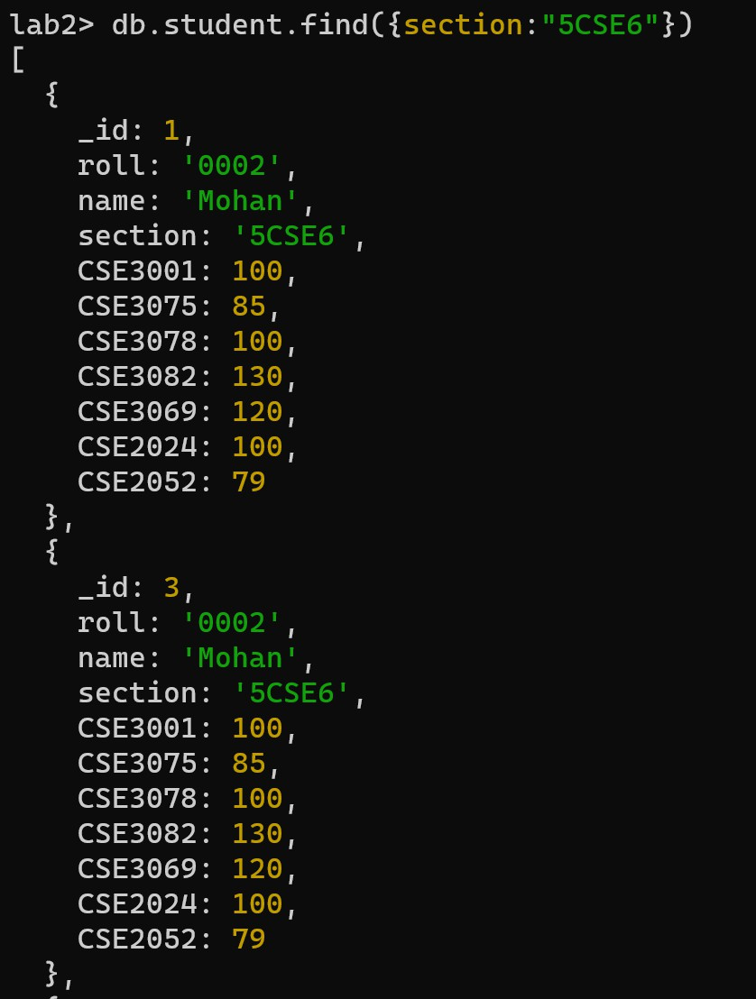 lab2> db.student.find({section:"5CSE6"})
[
  {
    _id: 1,
    roll: '0002',
    name: 'Mohan',
    section: '5CSE6',
    CSE3001: 100,
    CSE3075: 85,
    CSE3078: 100,
    CSE3082: 130,
    CSE3069: 120,
    CSE2024: 100,
    CSE2052: 79
  },
  {
    _id: 3,
    roll: '0002',
    name: 'Mohan',
    section: '5CSE6',
    CSE3001: 100,
    CSE3075: 85,
    CSE3078: 100,
    CSE3082: 130,
    CSE3069: 120,
    CSE2024: 100,
    CSE2052: 79
  },
  {